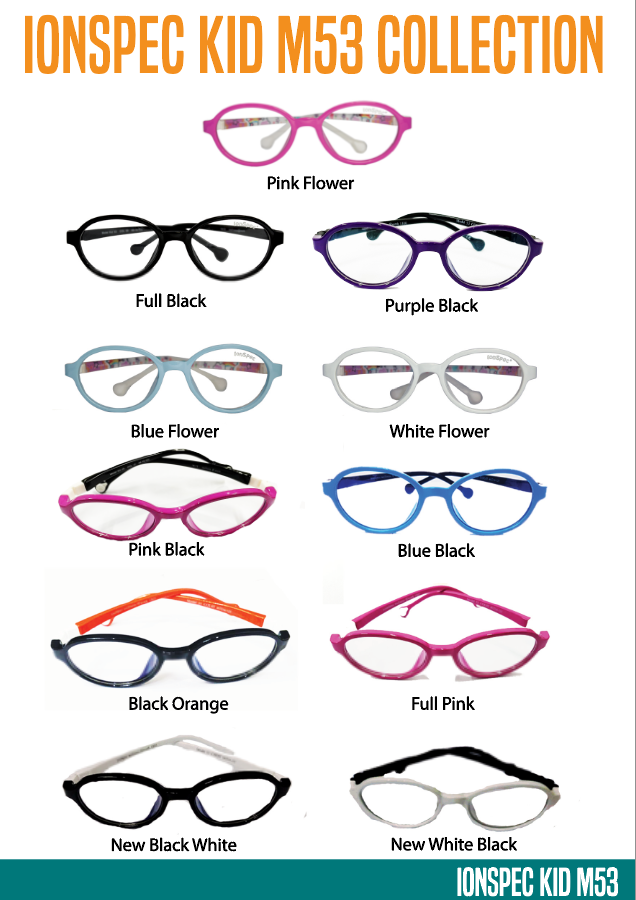 IONSPEC KID M53 COLLECTION
Pink Flower
Full Black
Purple Black
Blue Flower
White Flower
Pink Black
Blue Black
Black Orange
Full Pink
New Black White
New White Black
IONSPEC KID M53